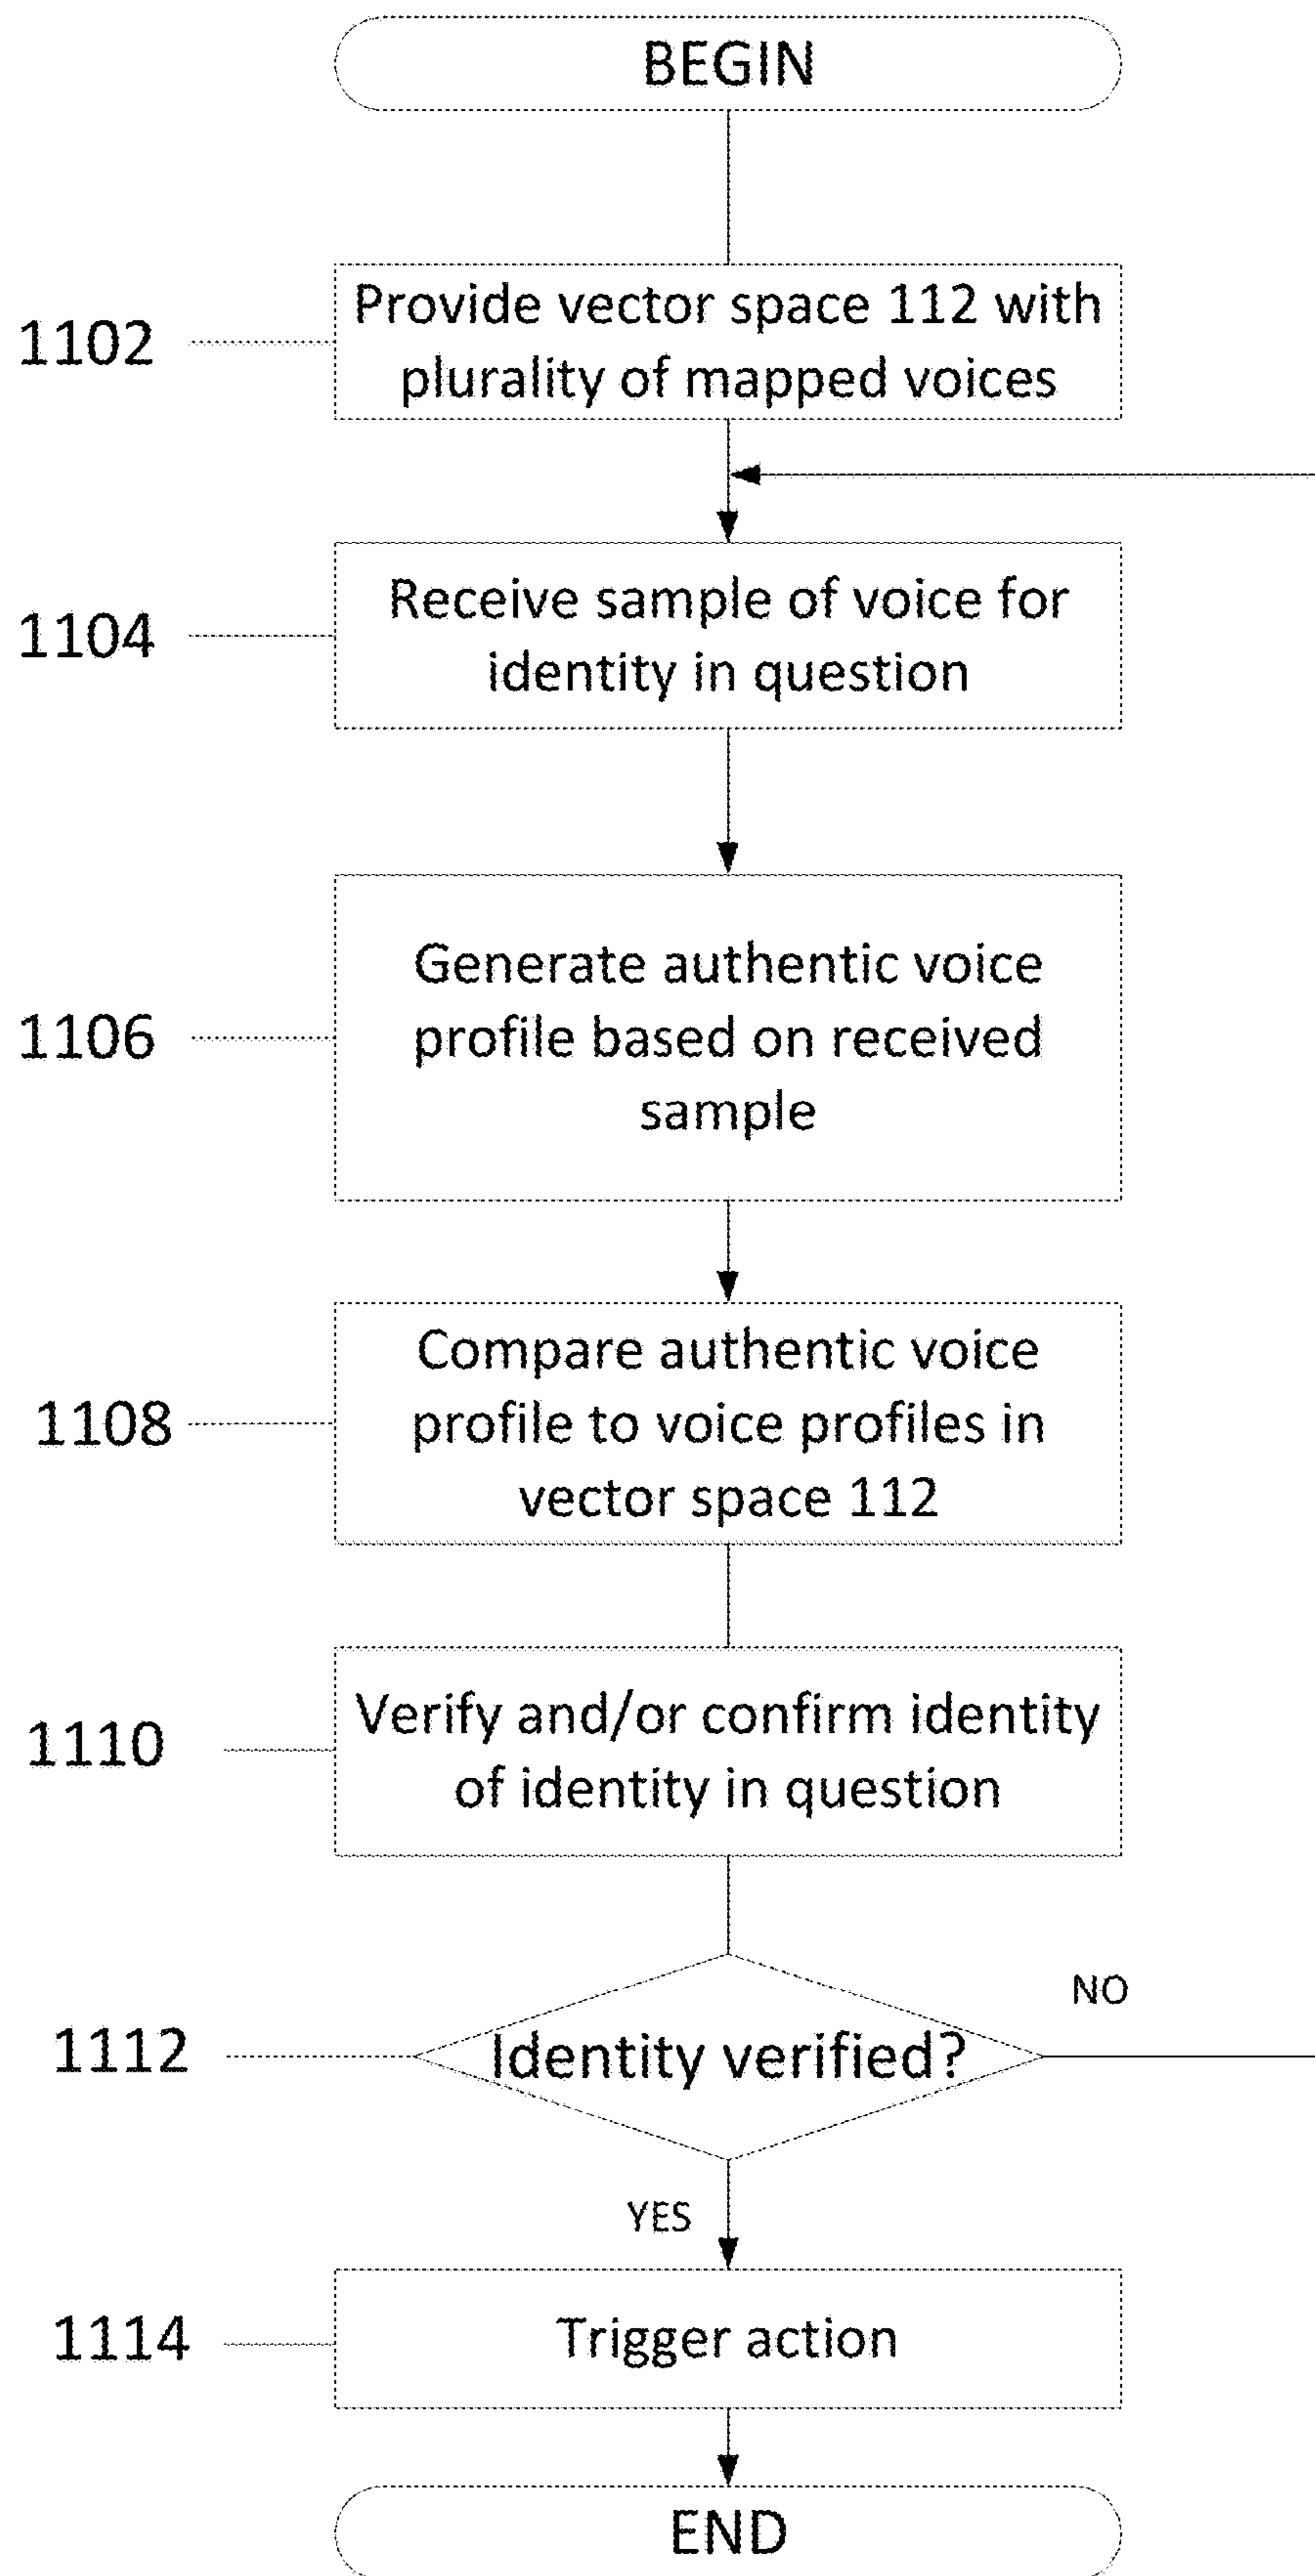 BEGIN
1102
Provide vector space 112 with
plurality of mapped voices
1104
Receive sample of voice for
identity in question
1106
Generate authentic voice
profile based on received
sample
1108
Compare authentic voice
profile to voice profiles in
vector space 112
1110
Verify and/or confirm identity
of identity in question
1112
Identity verified?
NO
YES
1114
Trigger action
END